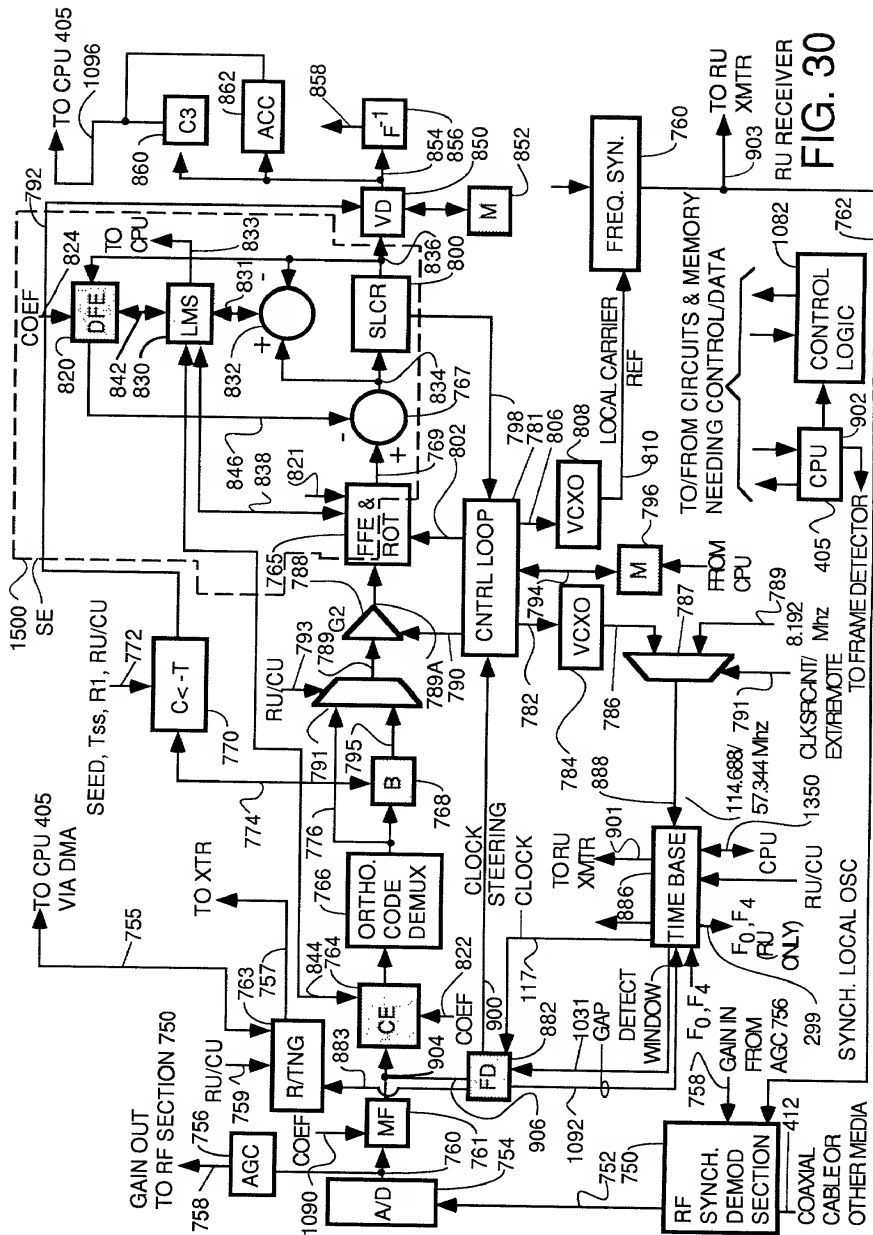 TO CPU 405
1096
858
C3
860
862
ACC
F-1
854
856
850
VD
852
M
792
824
TO
CPU
833
COEF
DFE
820
842
LMS
830
831
832
+
-
836
800
SLCR
834
767
769
-
+
846
838
821
802
FFE &
ROT
765
1500
SE
SEED, Tss, R1, RU/CU
772
C<-T
770
788
G2
789
793
RU/CU
791
789A
790
795
774
B
768
776
ORTHO.
CODE
DEMUX
766
TO CPU 405
VIA DMA
755
TO XTR
757
763
844
764
CE
822
COEF
RU/CU
759
R/TNG
883
904
GAIN OUT
TO RF SECTION 750
756
758
AGC
COEF
1090
MF
760
761
754
A/D
906
FD
882
1031
1092
GAP
900
CLOCK
STEERING
CLOCK
117
DETECT
WINDOW
CNTRL LOOP
798
781
806
782
794
VCXO
808
VCXO
784
786
M
796
FROM
CPU
787
789
8.192
Mhz
791
CLKSRC-INT/
EXT/REMOTE
888
114.688/
57.344 Mhz
TO RU
XMTR
901
886
TIME BASE
1350
CPU
RU/CU
F0, F4
(RU
ONLY)
299
F0, F4
758
GAIN IN
FROM
AGC 756
750
RF
SYNCH.
DEMOD
SECTION
752
412
COAXIAL
CABLE OR
OTHER MEDIA
SYNCH. LOCAL OSC
LOCAL CARRIER
REF
810
FREQ. SYN.
760
TO RU
XMTR
903
762
TO/FROM CIRCUITS & MEMORY
NEEDING CONTROL/DATA
1082
CONTROL
LOGIC
CPU
405
902
TO FRAME DETECTOR
RU RECEIVER
FIG. 30